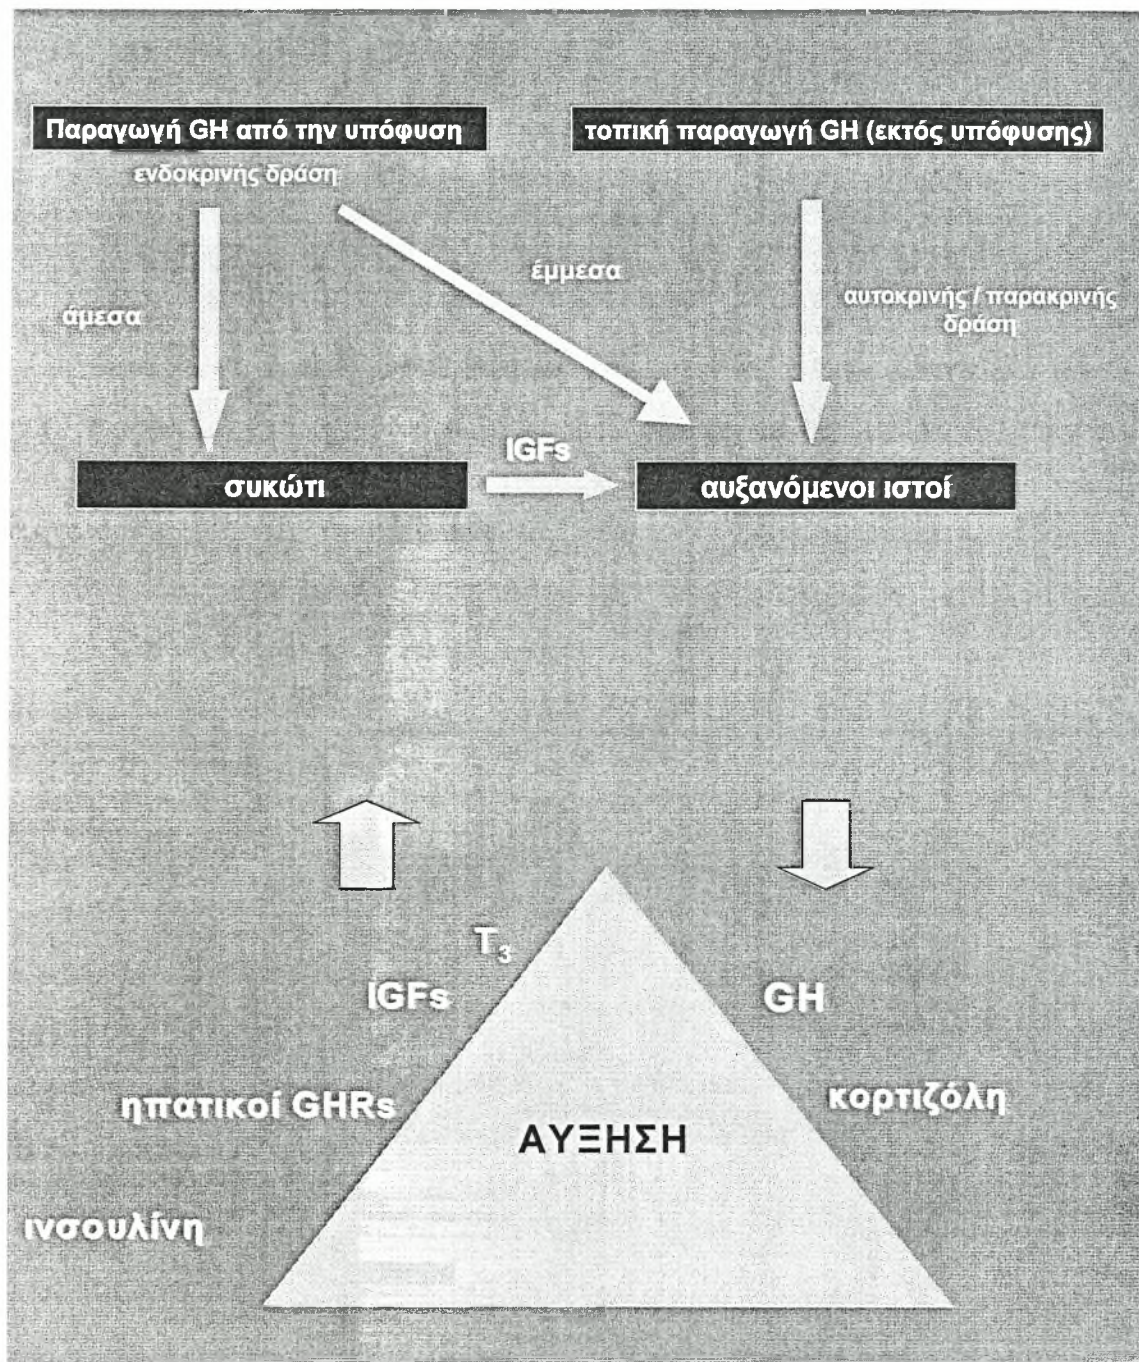 Παραγωγή GH από την υπόφυση
τοπική παραγωγή GH (εκτός υπόφυσης)
ενδοκρινής δράση
έμμεσα
άμεσα
αυτοκρινής / παρακρινής
δράση
IGFs
συκώτι
αυξανόμενοι ιστοί
T₃
IGFs
GH
ηπατικοί GHRs
κορτιζόλη
ΑΥΞΗΣΗ
ινσουλίνη